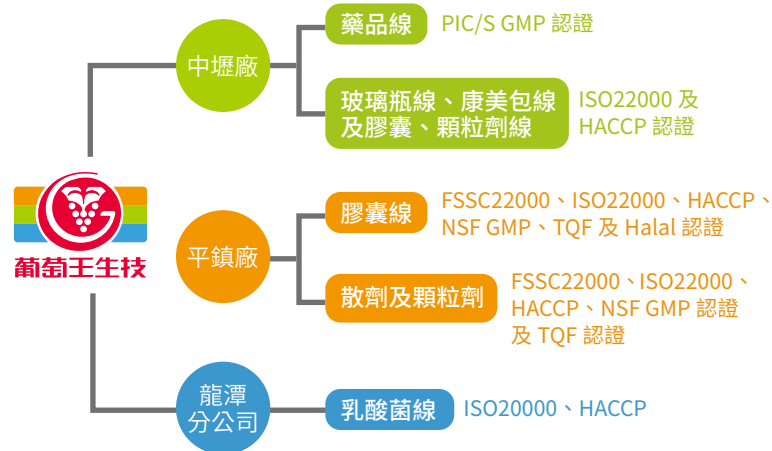 葡萄王生技
中壢廠
藥品線
PIC/S GMP 認證
玻璃瓶線、康美包線
及膠囊、顆粒劑線
ISO22000 及
HACCP 認證
平鎮廠
膠囊線
FSSC22000、ISO22000、HACCP、
NSF GMP、TQF 及 Halal 認證
散劑及顆粒劑
FSSC22000、ISO22000、
HACCP、NSF GMP 認證
及 TQF 認證
龍潭
分公司
乳酸菌線
ISO20000、HACCP